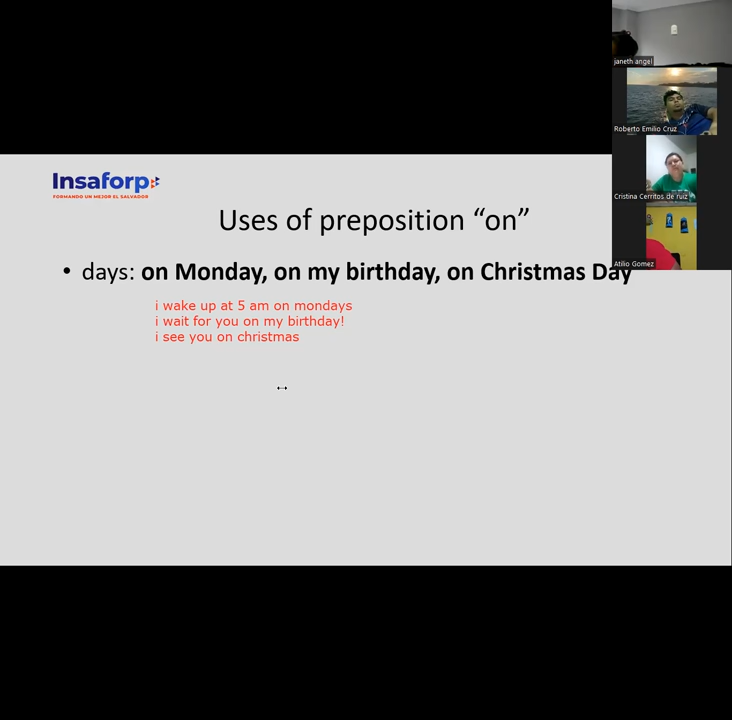 janeth angel
Roberto Emilio Cruz
Cristina Cerritos de ruiz
Atilio Gomez
Insaforp
FORMANDO UN MEJOR EL SALVADOR
Uses of preposition “on”
• days: on Monday, on my birthday, on Christmas Day
i wake up at 5 am on mondays
i wait for you on my birthday!
i see you on christmas